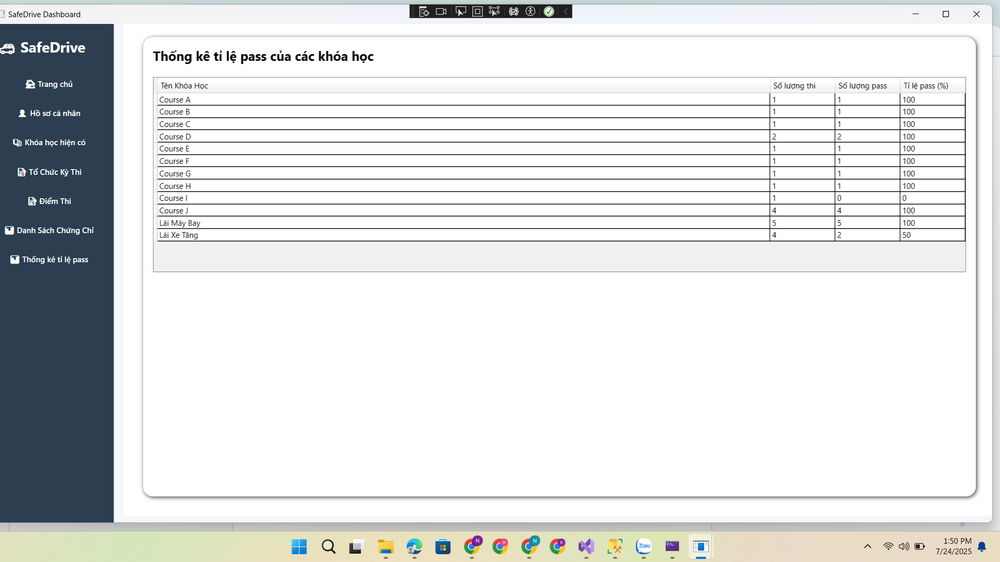 SafeDrive Dashboard
SafeDrive
Trang chủ
Hồ sơ cá nhân
Khóa học hiện có
Tổ Chức Kỳ Thi
Điểm Thi
Danh Sách Chứng Chỉ
Thống kê tỉ lệ pass
Thống kê tỉ lệ pass của các khóa học
Tên Khóa Học Số lượng thi Số lượng pass Tỉ lệ pass (%)
Course A 1 1 100
Course B 1 1 100
Course C 1 1 100
Course D 2 2 100
Course E 1 1 100
Course F 1 1 100
Course G 1 1 100
Course H 1 1 100
Course I 1 0 0
Course J 4 4 100
Lái Máy Bay 5 5 100
Lái Xe Tăng 4 2 50
N
N
Zalo
1:50 PM
7/24/2025